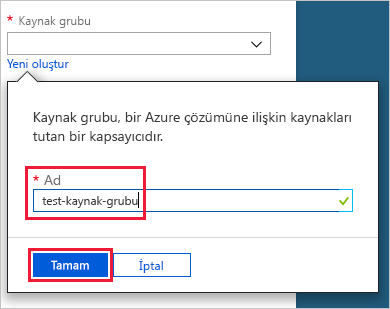 * Kaynak grubu
Yeni oluştur
Kaynak grubu, bir Azure çözümüne ilişkin kaynakları
tutan bir kapsayıcıdır.
* Ad
test-kaynak-grubu
Tamam
İptal